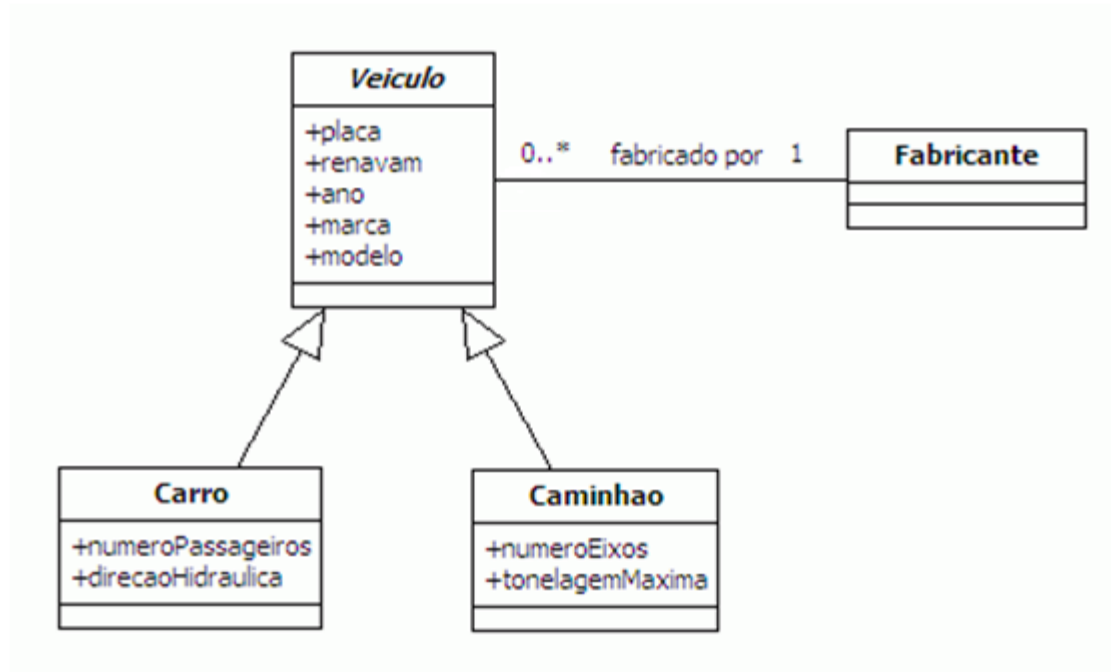 Veiculo
+placa
+renavam
+ano
+marca
+modelo
0..* fabricado por 1
Fabricante
Carro
+numeroPassageiros
+direcaoHidraulica
Caminhao
+numeroEixos
+tonelagemMaxima